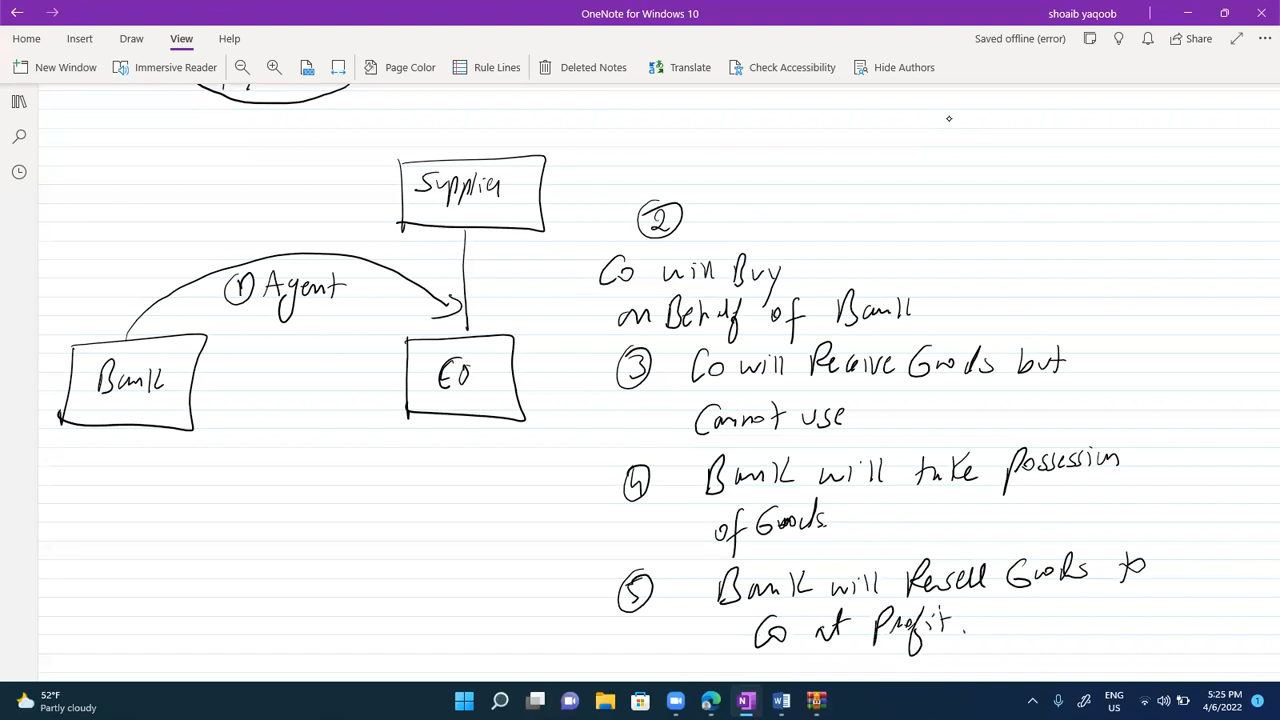 OneNote for Windows 10
shoaib yaqoob
Home Insert Draw View Help
Saved offline (error)
Share
New Window Immersive Reader Page Color Rule Lines Deleted Notes Translate Check Accessibility Hide Authors
Supplier
① Agent
Bank
CO
②
Co will Buy
on Behalf of Bank
③ Co will Receive Goods but
Cannot use
④ Bank will take possession
of Goods.
⑤ Bank will Resell Goods to
Co at Profit.
52°F
Partly cloudy
ENG
US
5:25 PM
4/6/2022
1